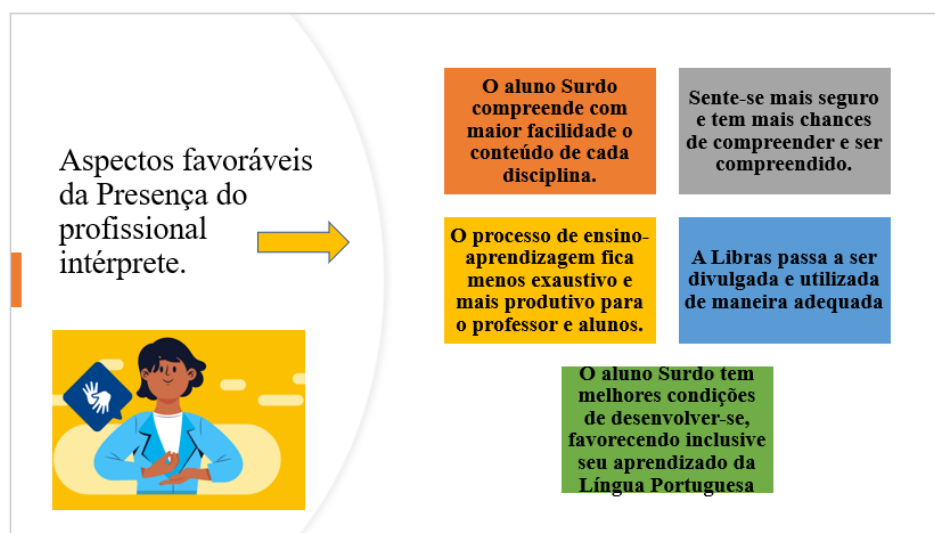 Aspectos favoráveis
da Presença do
profissional
intérprete.
O aluno Surdo
compreende com
maior facilidade o
conteúdo de cada
disciplina.
Sente-se mais seguro
e tem mais chances
de compreender e ser
compreendido.
O processo de ensino-
aprendizagem fica
menos exaustivo e
mais produtivo para
o professor e alunos.
A Libras passa a ser
divulgada e utilizada
de maneira adequada
O aluno Surdo tem
melhores condições
de desenvolver-se,
favorecendo inclusive
seu aprendizado da
Língua Portuguesa